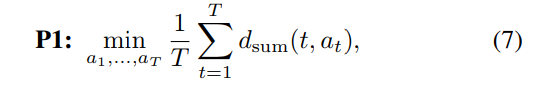 P1: min_{a_1,...,a_T} \frac{1}{T} \sum_{t=1}^{T} d_{sum}(t, a_t), (7)